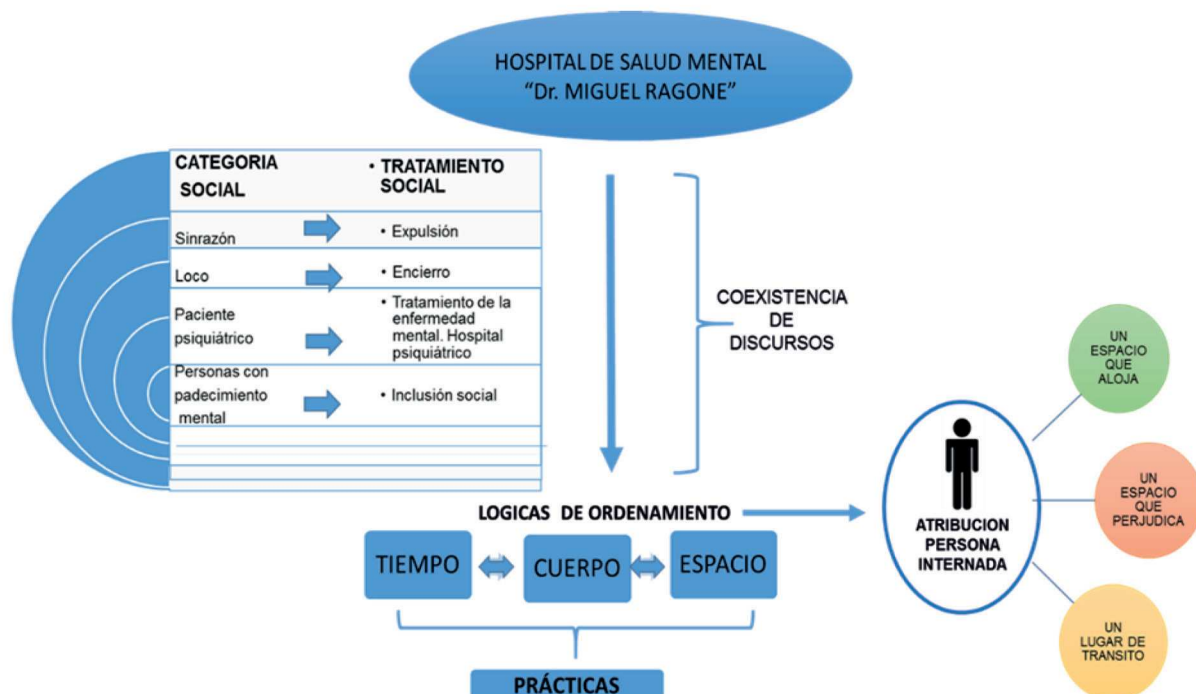 HOSPITAL DE SALUD MENTAL
“Dr. MIGUEL RAGONE”
CATEGORIA
SOCIAL
• TRATAMIENTO
SOCIAL
Sinrazón
• Expulsión
Loco
• Encierro
Paciente
psiquiátrico
• Tratamiento de la
enfermedad
mental. Hospital
psiquiátrico
Personas con
padecimiento
mental
• Inclusión social
COEXISTENCIA
DE
DISCURSOS
LOGICAS DE ORDENAMIENTO
TIEMPO
CUERPO
ESPACIO
PRÁCTICAS
ATRIBUCION
PERSONA
INTERNADA
UN
ESPACIO
QUE
ALOJA
UN
ESPACIO
QUE
PERJUDICA
UN
LUGAR DE
TRANSITO